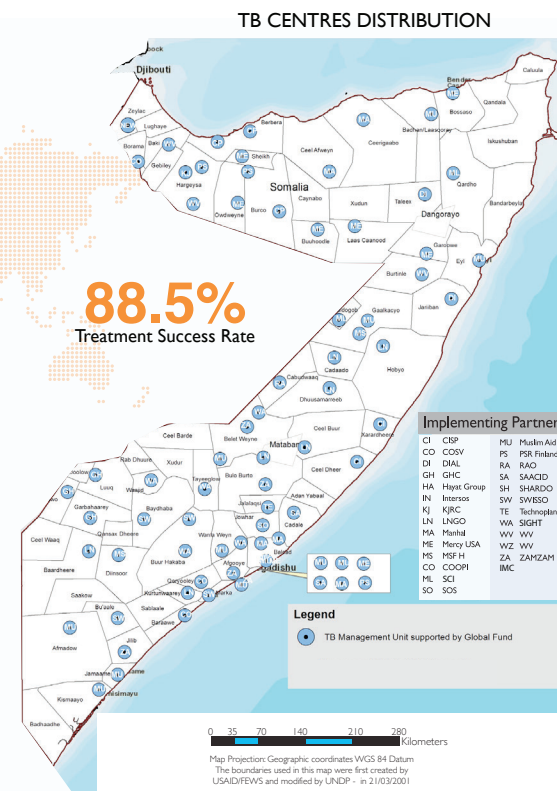 TB CENTRES DISTRIBUTION
Djibouti
Caluula
Zeylac
Lughaye
Berbera
Bossaso
Qandala
Borama
Baki
Ceerigaabo
Badhan/Laasqoray
Iskushuban
Gebiley
Sheikh
Ceel Afweyn
Hargeysa
Qardho
Somalia
Owdweyne
Burco
Caynabo
Xudun
Taleex
Bandarbeyla
Dangorayo
Buuhoodle
Laas Caanood
Garoowe
Eyl
Burtinle
88.5%
Treatment Success Rate
Gaalkacyo
Jariiban
Cadaado
Hobyo
Cabudwaaq
Dhuusamarreeb
Ceel Barde
Belet Weyne
Mataban
Ceel Buur
Xarardheere
Rab Dhuure
Xudur
Ceel Dheer
Luuq
Waajid
Tayeeglow
Bulo Burto
Garbahaarey
Baydhaba
Jalalaqsi
Adan Yabaal
Ceel Waaq
Qansax Dheere
Jowhar
Cadale
Wanla Weyn
Baardheere
Diinsoor
Buur Hakaba
Afgooye
Balcad
Saakow
Qoryooley
Kurtunwaarey
Marka
Bu'aale
Sablaale
Baraawe
Afmadow
Jilib
Jamaame
Kismaayo
Badhaadhe
Implementing Partner
CI CISP
CO COSV
DI DIAL
GH GHC
HA Hayat Group
IN Intersos
KJ KJRC
LN LNGO
MA Manhal
ME Mercy USA
MS MSF H
CO COOPI
ML SCI
SO SOS
MU Muslim Aid
PS PSR Finland
RA RAO
SA SAACID
SH SHARDO
SW SWISSO
TE Technoplan
WA SIGHT
WV WV
WZ WV
ZA ZAMZAM
IMC
Legend
TB Management Unit supported by Global Fund
0 35 70 140 210 280
Kilometers
Map Projection: Geographic coordinates WGS 84 Datum
The boundaries used in this map were first created by
USAID/FEWS and modified by UNDP - in 21/03/2001